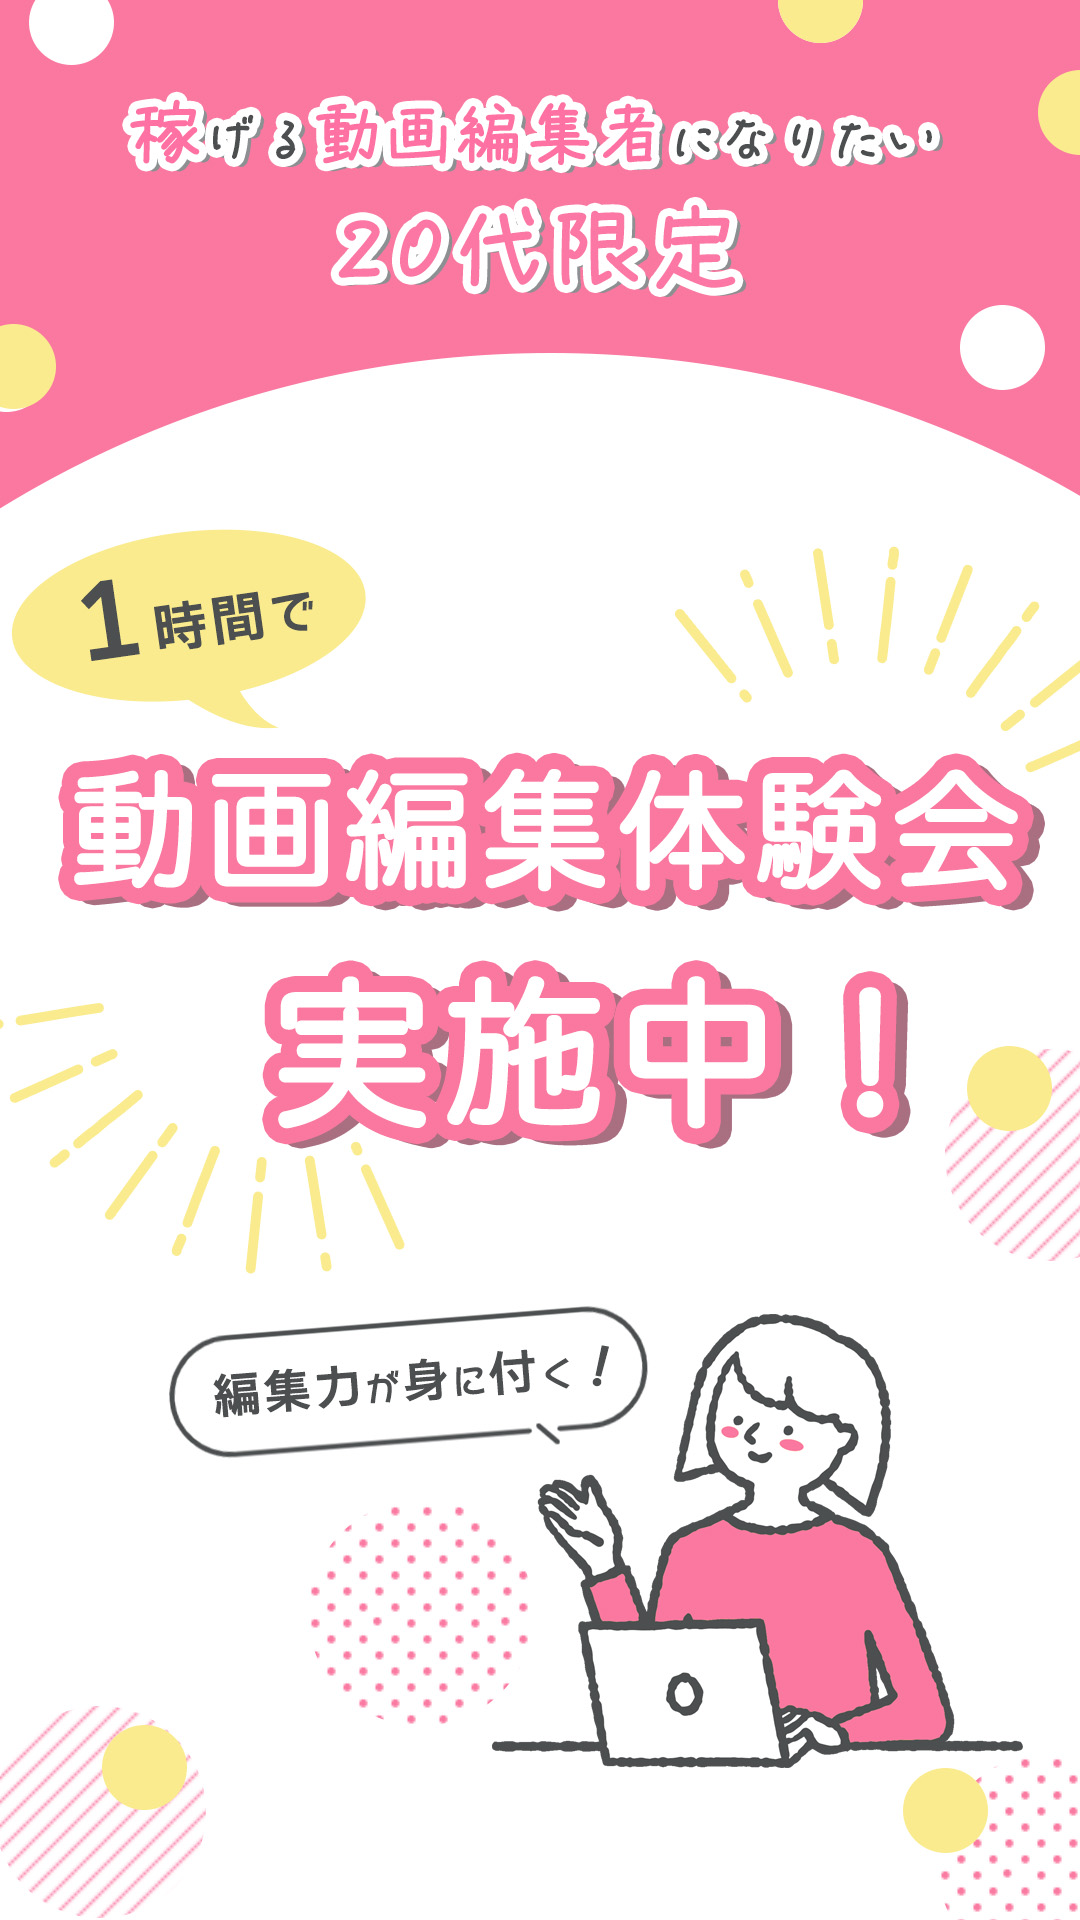 稼げる動画編集者になりたい
20代限定
1時間で
動画編集体験会
実施中！
編集力が身に付く！